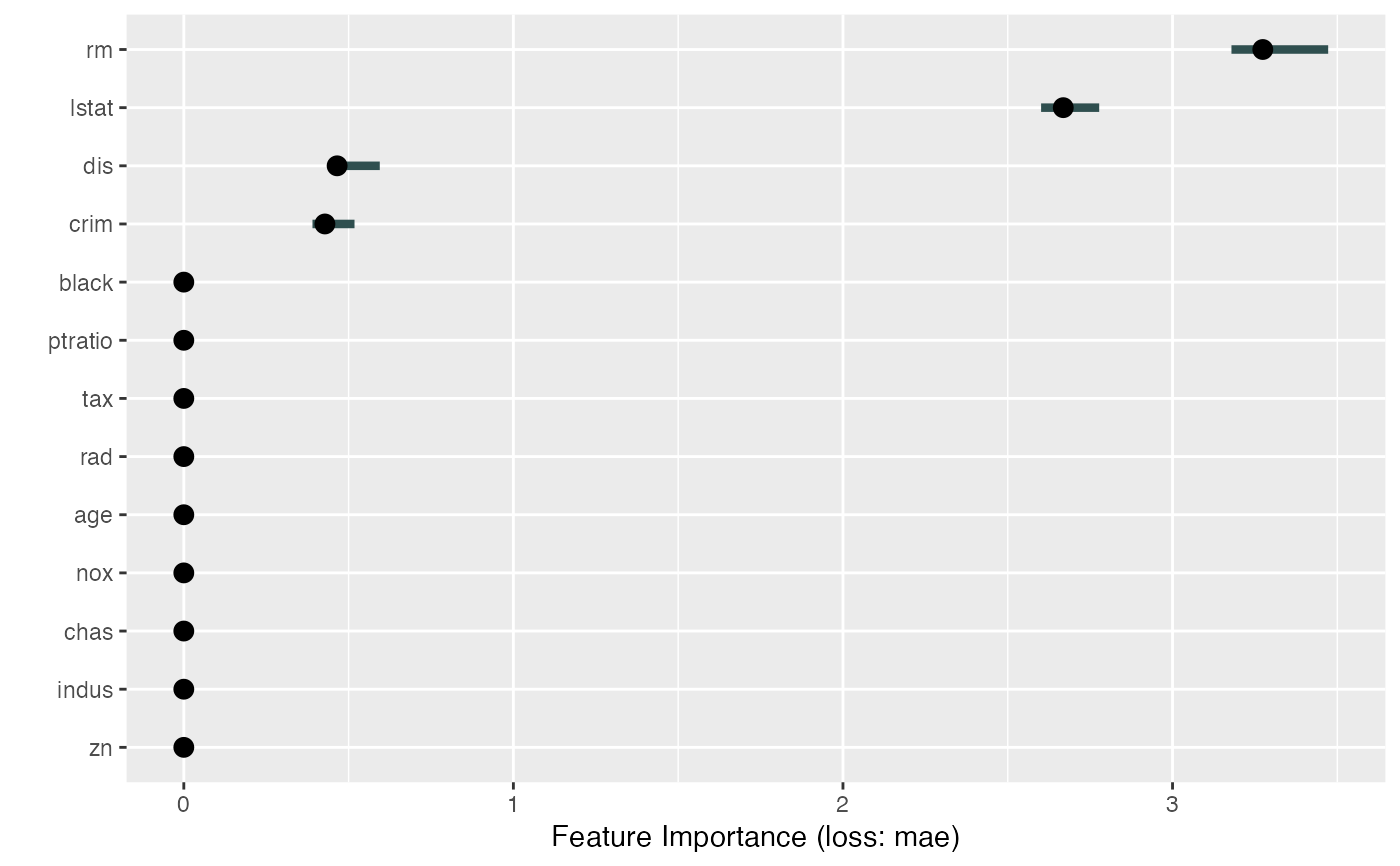 rm
lstat
dis
crim
black
ptratio
tax
rad
age
nox
chas
indus
zn
0 1 2 3
Feature Importance (loss: mae)